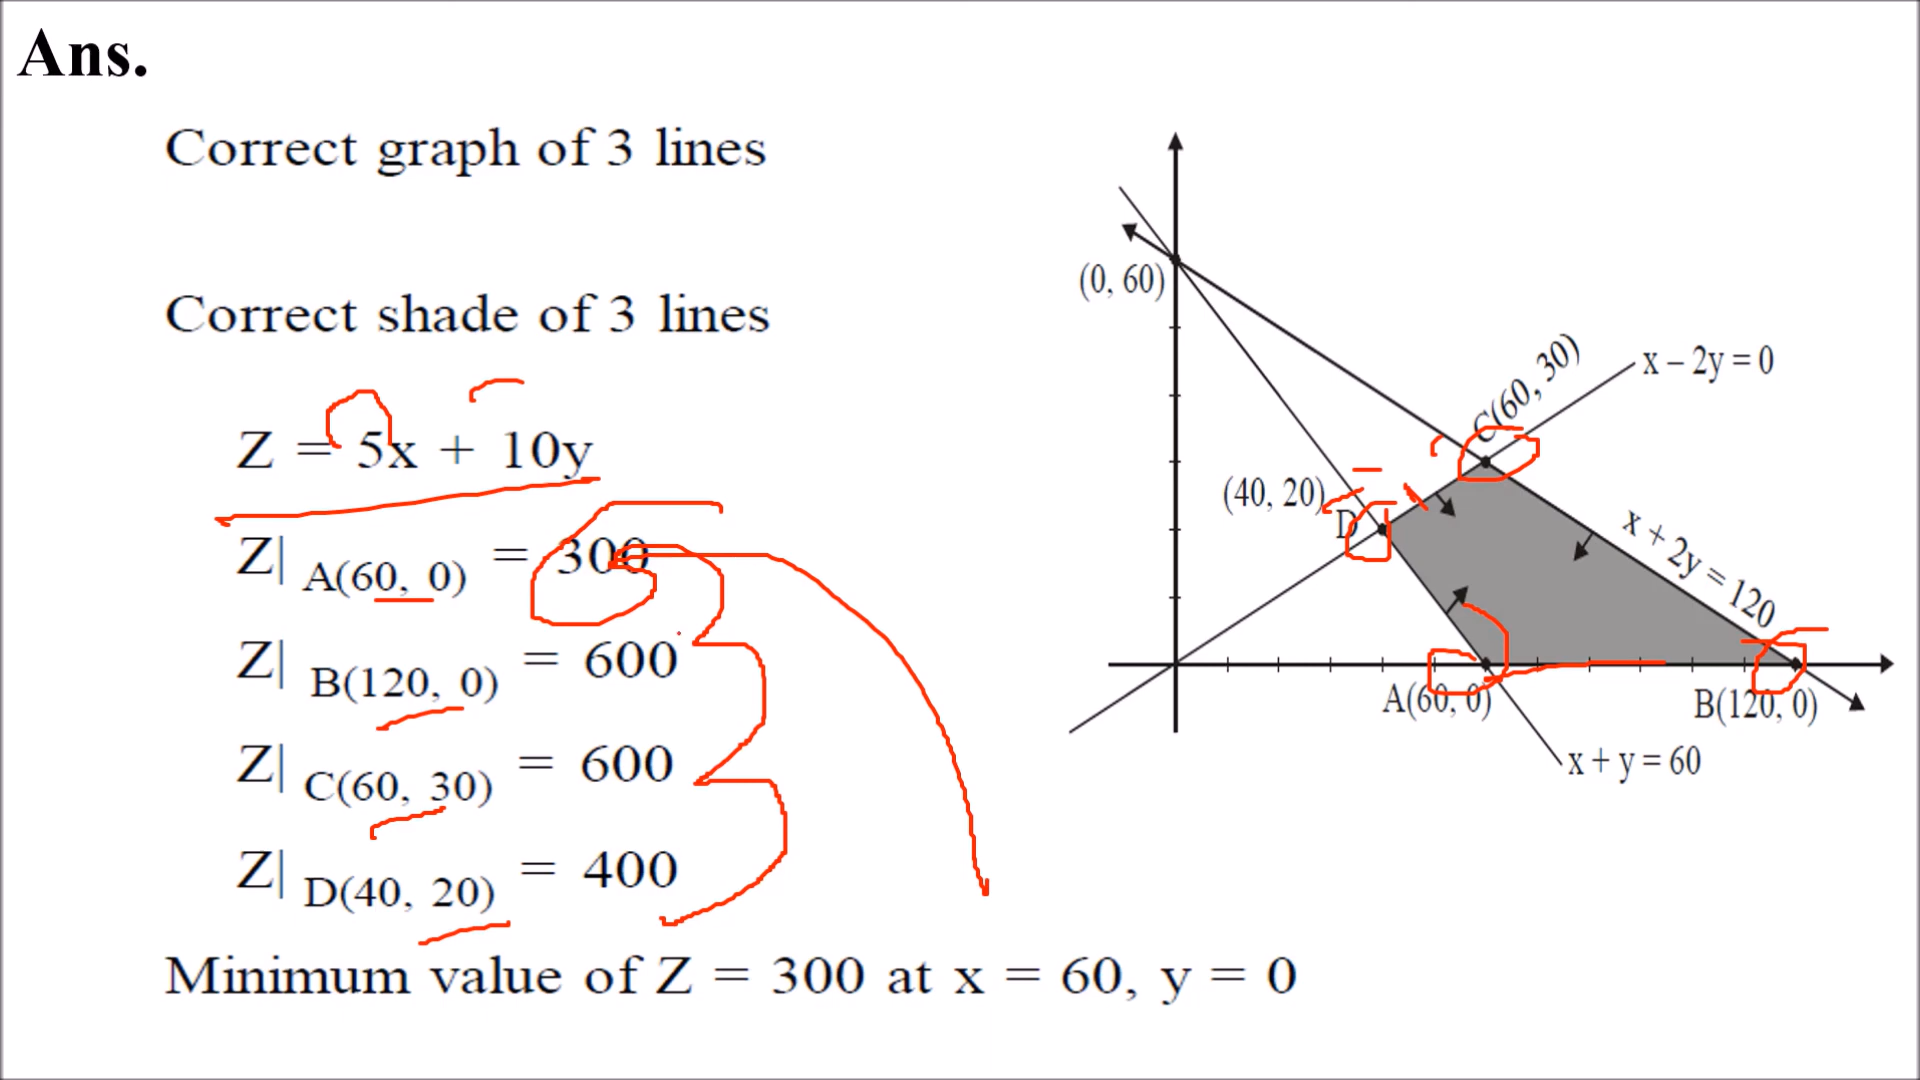 Ans.
Correct graph of 3 lines
Correct shade of 3 lines
Z = 5x + 10y
Z| A(60, 0) = 300
Z| B(120, 0) = 600
Z| C(60, 30) = 600
Z| D(40, 20) = 400
Minimum value of Z = 300 at x = 60, y = 0
(0, 60)
C(60, 30)
x – 2y = 0
(40, 20)
D
x + 2y = 120
A(60, 0)
B(120, 0)
x + y = 60